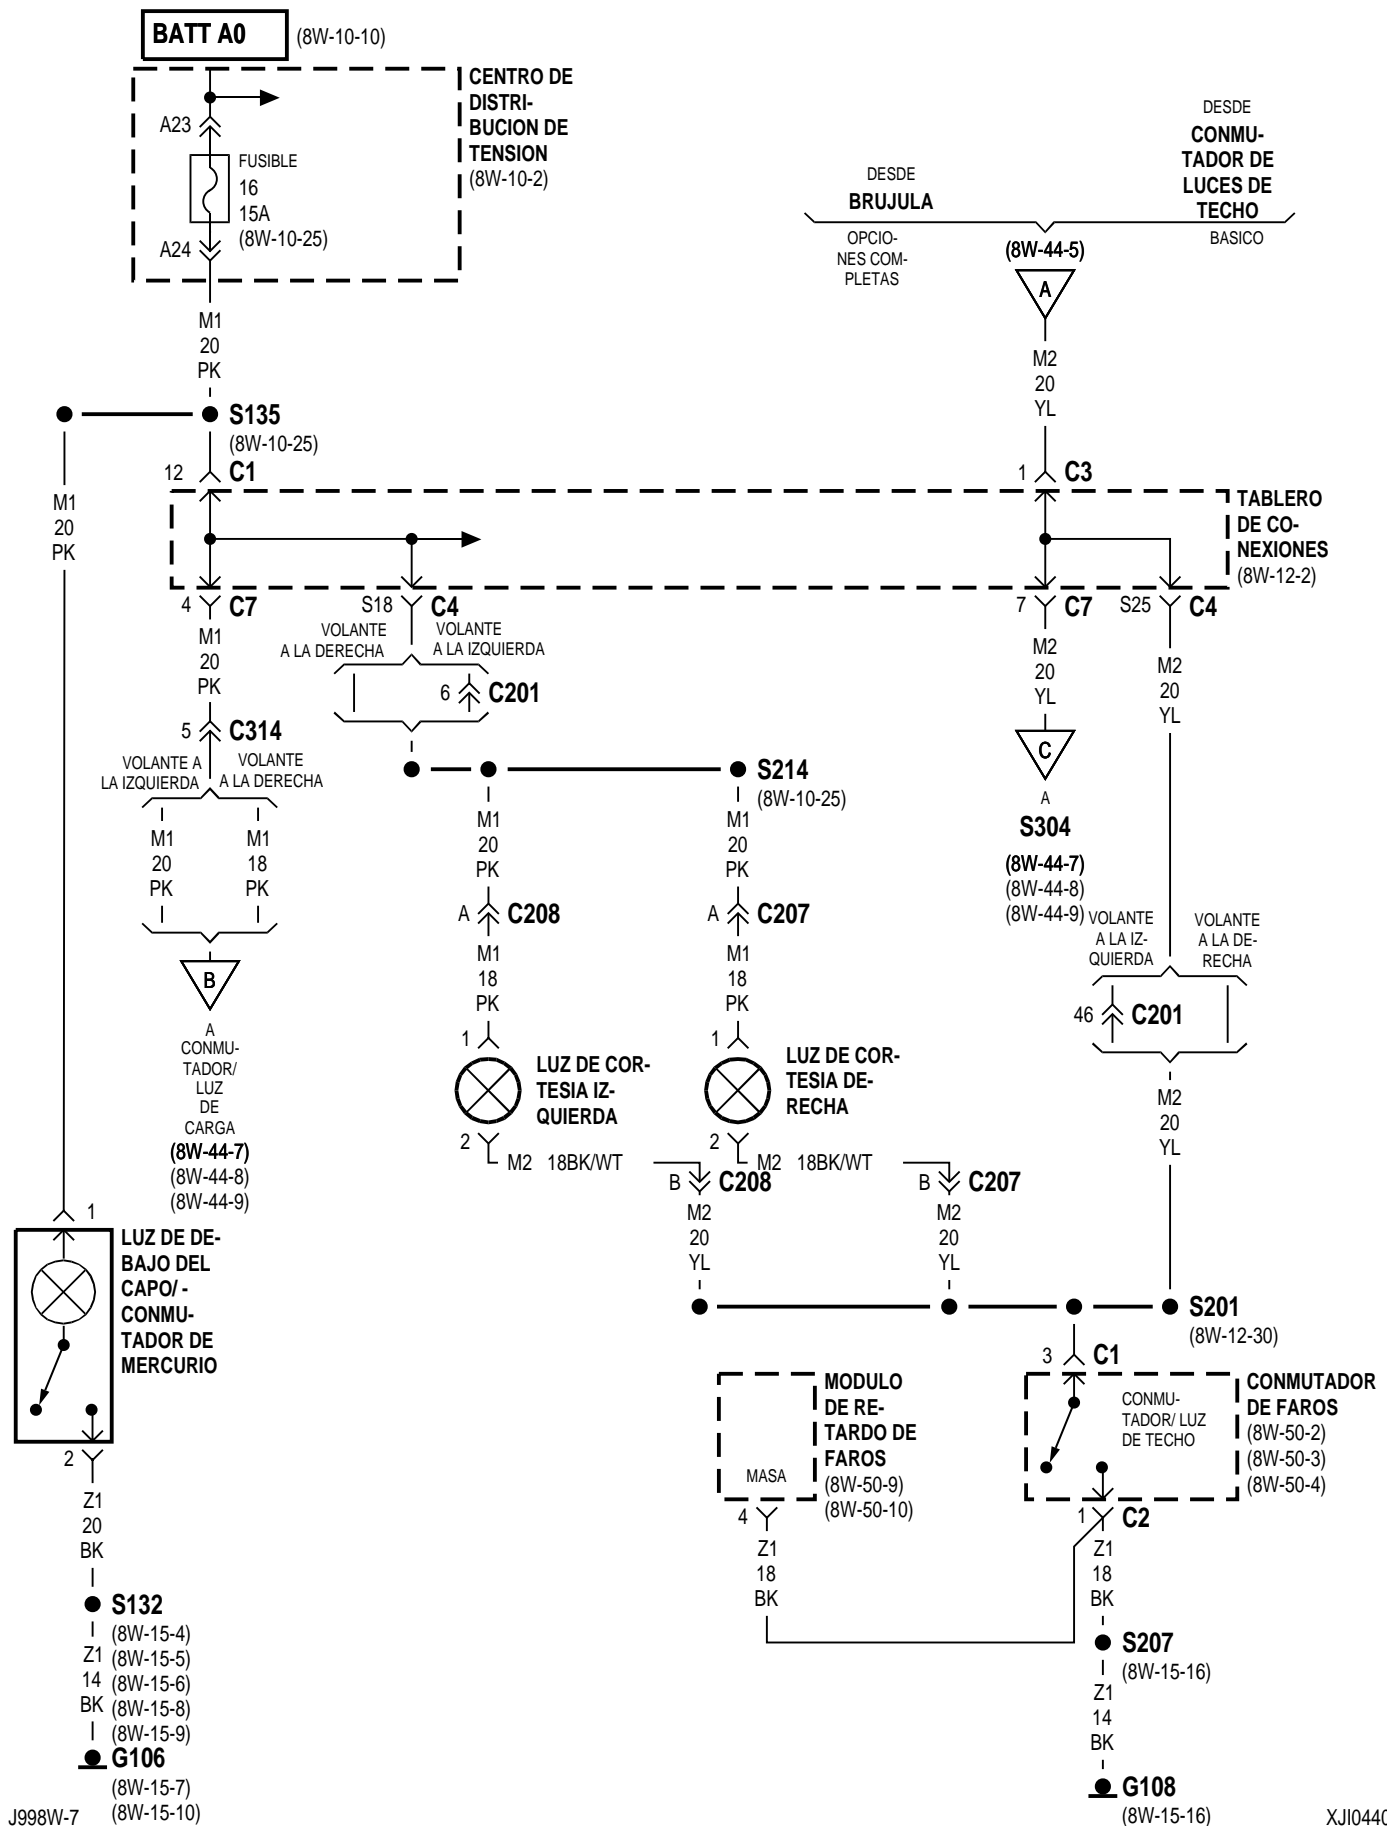 BATT A0
(8W-10-10)
CENTRO DE
DISTRI-
BUCION DE
TENSION
(8W-10-2)
A23
FUSIBLE
16
15A
(8W-10-25)
A24
DESDE
BRUJULA
OPCIO-
NES COM-
PLETAS
DESDE
CONMU-
TADOR DE
LUCES DE
TECHO
BASICO
(8W-44-5)
A
M1
20
PK
M2
20
YL
S135
(8W-10-25)
12
C1
1
C3
M1
20
PK
TABLERO
DE CO-
NEXIONES
(8W-12-2)
4
C7
S18
C4
7
C7
S25
C4
M1
20
PK
VOLANTE
A LA DERECHA
VOLANTE
A LA IZQUIERDA
6
C201
M2
20
YL
M2
20
YL
5
C314
VOLANTE A
LA IZQUIERDA
VOLANTE
A LA DERECHA
M1
20
PK
M1
18
PK
B
A
CONMU-
TADOR/
LUZ
DE
CARGA
(8W-44-7)
(8W-44-8)
(8W-44-9)
S214
(8W-10-25)
M1
20
PK
M1
20
PK
A
C208
A
C207
M1
18
PK
M1
18
PK
C
A
S304
(8W-44-7)
(8W-44-8)
(8W-44-9)
VOLANTE
A LA IZ-
QUIERDA
VOLANTE
A LA DE-
RECHA
46
C201
M2
20
YL
1
LUZ DE COR-
TESIA IZ-
QUIERDA
2
1
LUZ DE COR-
TESIA DE-
RECHA
2
M2 18BK/WT
M2 18BK/WT
B
C208
B
C207
M2
20
YL
M2
20
YL
1
LUZ DE DE-
BAJO DEL
CAPO/ -
CONMU-
TADOR DE
MERCURIO
2
S201
(8W-12-30)
3
C1
MODULO
DE RE-
TARDO DE
FAROS
(8W-50-9)
(8W-50-10)
MASA
4
CONMU-
TADOR/ LUZ
DE TECHO
CONMUTADOR
DE FAROS
(8W-50-2)
(8W-50-3)
(8W-50-4)
1
C2
Z1
20
BK
Z1
18
BK
Z1
18
BK
S132
(8W-15-4)
(8W-15-5)
(8W-15-6)
(8W-15-8)
(8W-15-9)
Z1
14
BK
S207
(8W-15-16)
Z1
14
BK
G106
(8W-15-7)
(8W-15-10)
G108
(8W-15-16)
J998W-7
XJI0440